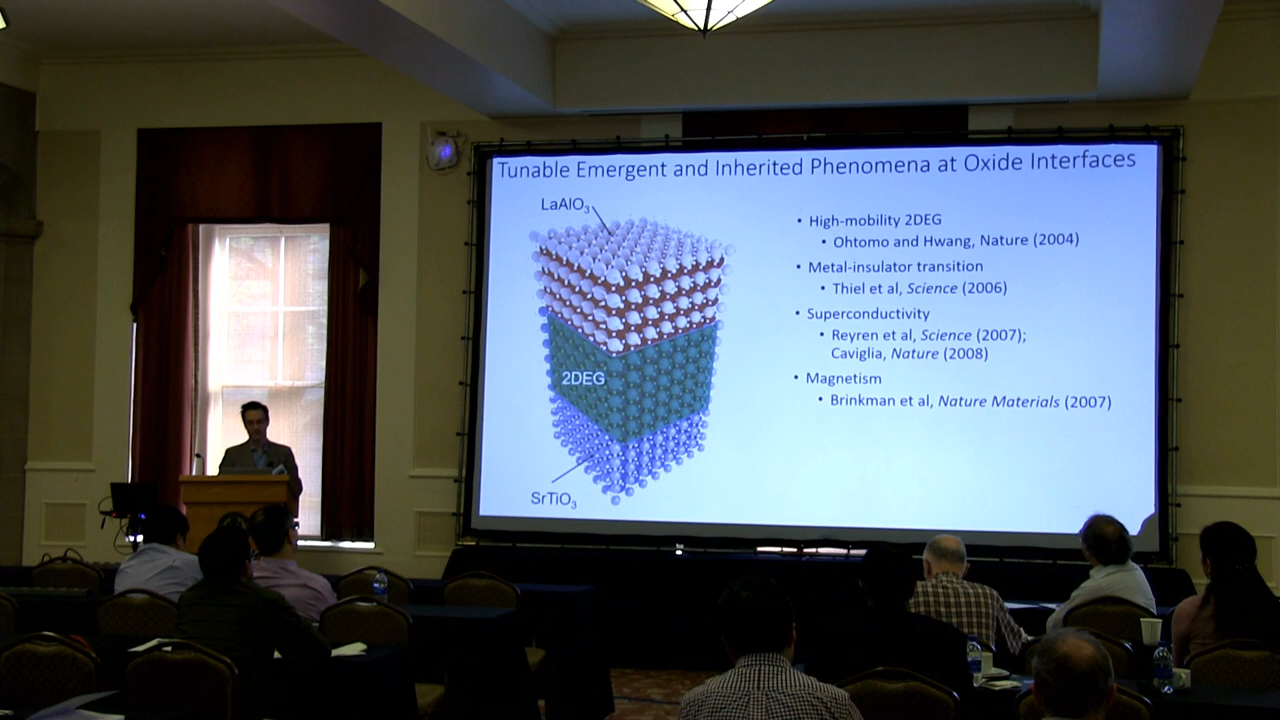 Tunable Emergent and Inherited Phenomena at Oxide Interfaces
LaAlO3
2DEG
SrTiO3
• High-mobility 2DEG
• Ohtomo and Hwang, Nature (2004)
• Metal-insulator transition
• Thiel et al, Science (2006)
• Superconductivity
• Reyren et al, Science (2007);
Caviglia, Nature (2008)
• Magnetism
• Brinkman et al, Nature Materials (2007)